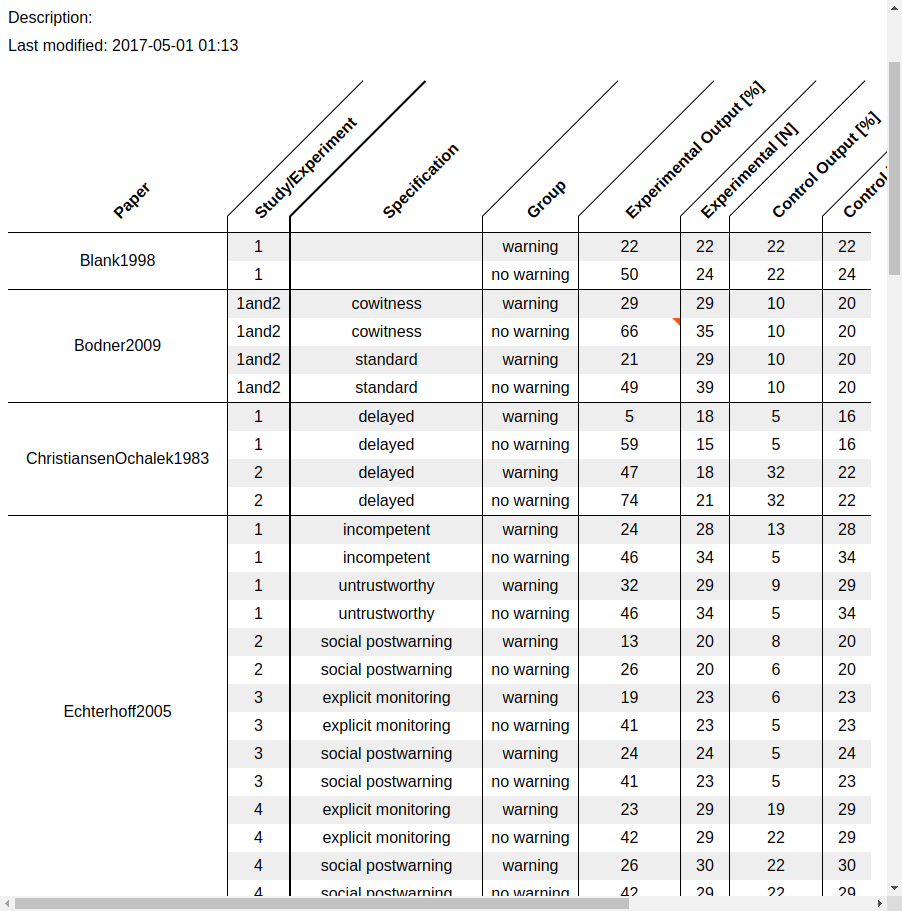 Description:
Last modified: 2017-05-01 01:13
Paper Study/Experiment Specification Group Experimental Output [%] Experimental [N] Control Output [%] Control
Blank1998
1 warning 22 22 22 22
1 no warning 50 24 22 24
Bodner2009
1and2 cowitness warning 29 29 10 20
1and2 cowitness no warning 66 35 10 20
1and2 standard warning 21 29 10 20
1and2 standard no warning 49 39 10 20
ChristiansenOchalek1983
1 delayed warning 5 18 5 16
1 delayed no warning 59 15 5 16
2 delayed warning 47 18 32 22
2 delayed no warning 74 21 32 22
Echterhoff2005
1 incompetent warning 24 28 13 28
1 incompetent no warning 46 34 5 34
1 untrustworthy warning 32 29 9 29
1 untrustworthy no warning 46 34 5 34
2 social postwarning warning 13 20 8 20
2 social postwarning no warning 26 20 6 20
3 explicit monitoring warning 19 23 6 23
3 explicit monitoring no warning 41 23 5 23
3 social postwarning warning 24 24 5 24
3 social postwarning no warning 41 23 5 23
4 explicit monitoring warning 23 29 19 29
4 explicit monitoring no warning 42 29 22 29
4 social postwarning warning 26 30 22 30
4 social postwarning no warning 42 29 22 29